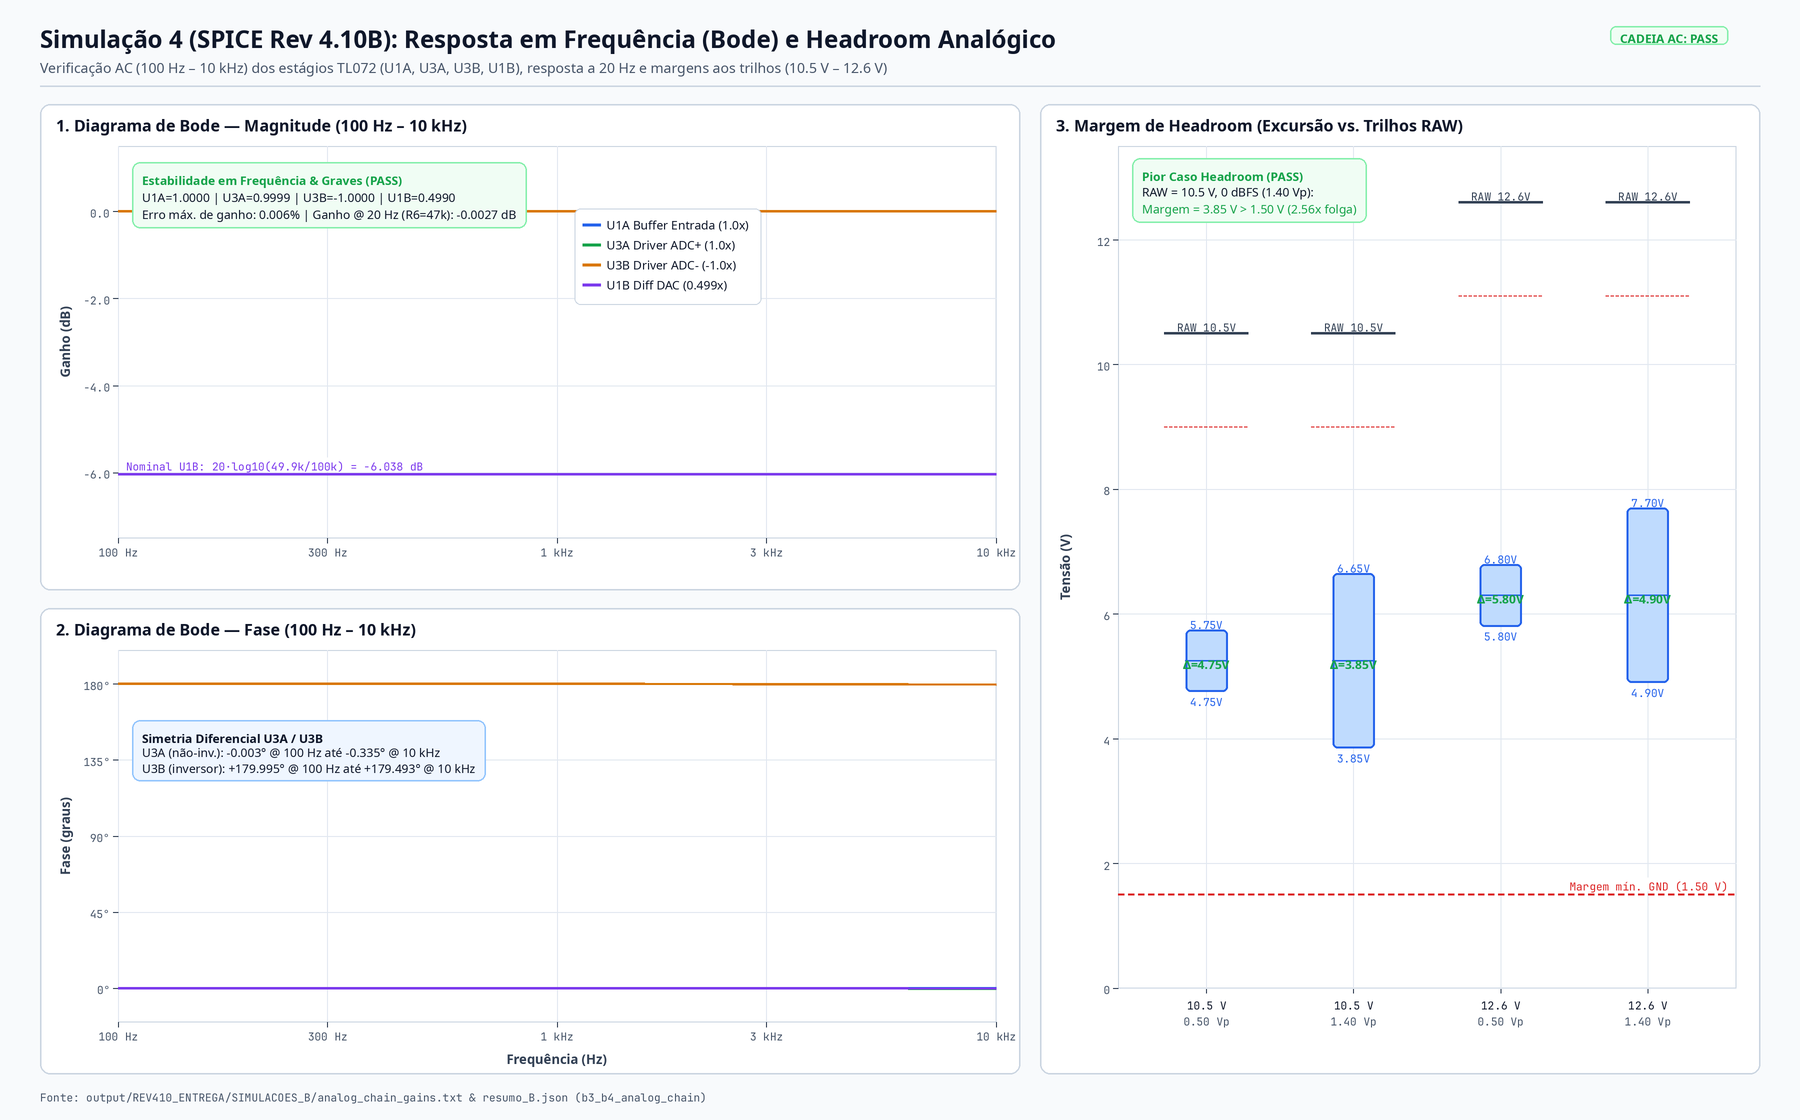 Simulação 4 (SPICE Rev 4.10B): Resposta em Frequência (Bode) e Headroom Analógico
CADEIA AC: PASS
Verificação AC (100 Hz – 10 kHz) dos estágios TL072 (U1A, U3A, U3B, U1B), resposta a 20 Hz e margens aos trilhos (10.5 V – 12.6 V)
1. Diagrama de Bode — Magnitude (100 Hz – 10 kHz)
Estabilidade em Frequência & Graves (PASS)
U1A=1.0000 | U3A=0.9999 | U3B=-1.0000 | U1B=0.4990
Erro máx. de ganho: 0.006% | Ganho @ 20 Hz (R6=47k): -0.0027 dB
U1A Buffer Entrada (1.0x)
U3A Driver ADC+ (1.0x)
U3B Driver ADC- (-1.0x)
U1B Diff DAC (0.499x)
Ganho (dB)
0.0
-2.0
-4.0
-6.0
Nominal U1B: 20·log10(49.9k/100k) = -6.038 dB
100 Hz
300 Hz
1 kHz
3 kHz
10 kHz
2. Diagrama de Bode — Fase (100 Hz – 10 kHz)
Simetria Diferencial U3A / U3B
U3A (não-inv.): -0.003° @ 100 Hz até -0.335° @ 10 kHz
U3B (inversor): +179.995° @ 100 Hz até +179.493° @ 10 kHz
Fase (graus)
180°
135°
90°
45°
0°
100 Hz
300 Hz
1 kHz
3 kHz
10 kHz
Frequência (Hz)
3. Margem de Headroom (Excursão vs. Trilhos RAW)
Pior Caso Headroom (PASS)
RAW = 10.5 V, 0 dBFS (1.40 Vp):
Margem = 3.85 V > 1.50 V (2.56x folga)
Tensão (V)
12
10
8
6
4
2
0
RAW 10.5V
RAW 10.5V
RAW 12.6V
RAW 12.6V
5.75V
Δ=4.75V
4.75V
6.65V
Δ=3.85V
3.85V
6.80V
Δ=5.80V
5.80V
7.70V
Δ=4.90V
4.90V
Margem mín. GND (1.50 V)
10.5 V
0.50 Vp
10.5 V
1.40 Vp
12.6 V
0.50 Vp
12.6 V
1.40 Vp
Fonte: output/REV410_ENTREGA/SIMULACOES_B/analog_chain_gains.txt & resumo_B.json (b3_b4_analog_chain)